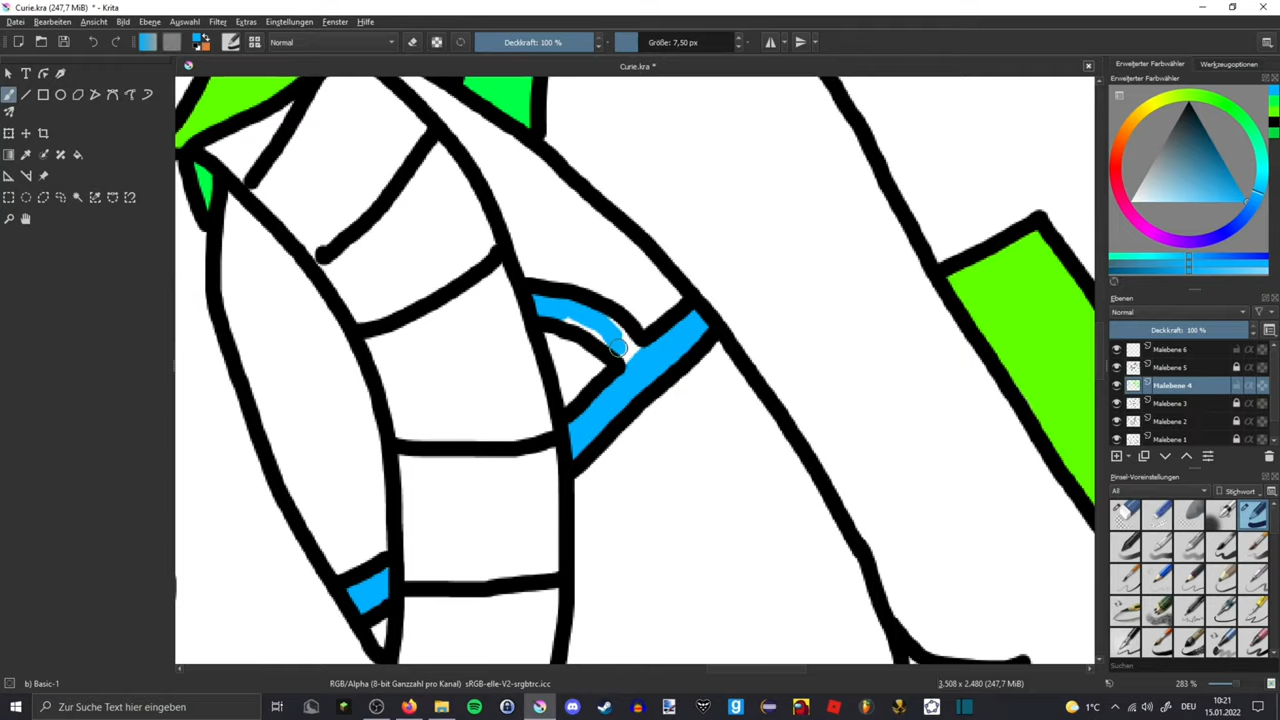 Curie.kra (247,7 MiB) * - Krita
Datei Bearbeiten Ansicht Bild Ebene Auswahl Filter Extras Einstellungen Fenster Hilfe
Normal Deckkraft: 100 % Größe: 7,50 px
Curie.kra *
Erweiterter Farbwähler Werkzeugoptionen
Erweiterter Farbwähler
Ebenen
Normal
Deckkraft: 100 %
Malebene 6
Malebene 5
Malebene 4
Malebene 3
Malebene 2
Malebene 1
Pinsel-Voreinstellungen
All Stichwort
Suchen
b) Basic-1 RGB/Alpha (8-bit Ganzzahl pro Kanal) sRGB-elle-V2-srgbtrc.icc 3.508 x 2.480 (247,7 MiB) 283 %
Zur Suche Text hier eingeben 1°C 10:21
15.01.2022